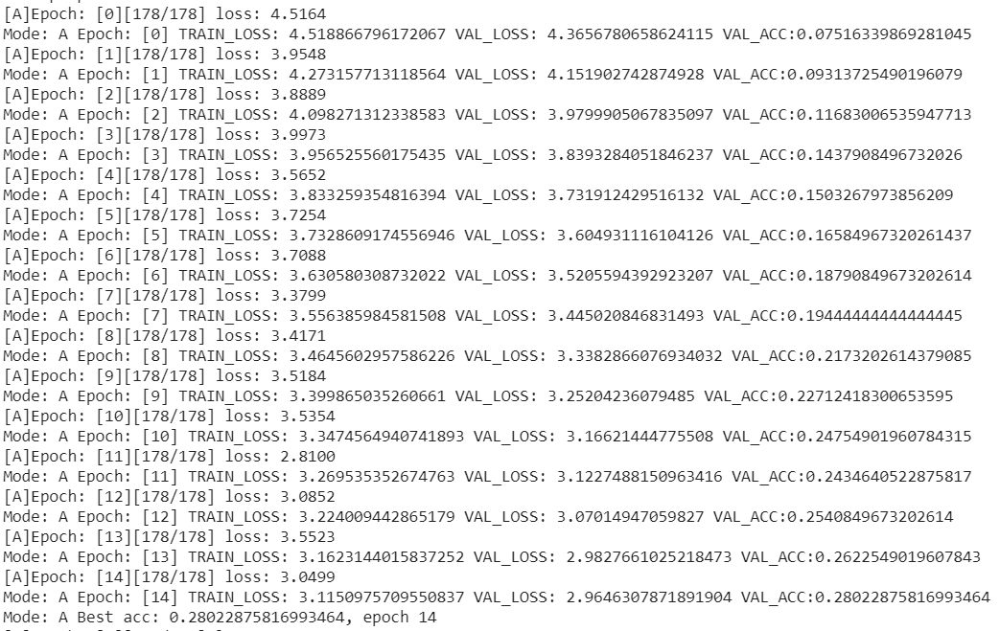 [A]Epoch: [0][178/178] loss: 4.5164
Mode: A Epoch: [0] TRAIN_LOSS: 4.518866796172067 VAL_LOSS: 4.3656780658624115 VAL_ACC:0.07516339869281045
[A]Epoch: [1][178/178] loss: 3.9548
Mode: A Epoch: [1] TRAIN_LOSS: 4.273157713118564 VAL_LOSS: 4.151902742874928 VAL_ACC:0.09313725490196079
[A]Epoch: [2][178/178] loss: 3.8889
Mode: A Epoch: [2] TRAIN_LOSS: 4.098271312338583 VAL_LOSS: 3.9799905067835097 VAL_ACC:0.11683006535947713
[A]Epoch: [3][178/178] loss: 3.9973
Mode: A Epoch: [3] TRAIN_LOSS: 3.956525560175435 VAL_LOSS: 3.8393284051846237 VAL_ACC:0.1437908496732026
[A]Epoch: [4][178/178] loss: 3.5652
Mode: A Epoch: [4] TRAIN_LOSS: 3.833259354816394 VAL_LOSS: 3.731912429516132 VAL_ACC:0.1503267973856209
[A]Epoch: [5][178/178] loss: 3.7254
Mode: A Epoch: [5] TRAIN_LOSS: 3.7328609174556946 VAL_LOSS: 3.604931116104126 VAL_ACC:0.16584967320261437
[A]Epoch: [6][178/178] loss: 3.7088
Mode: A Epoch: [6] TRAIN_LOSS: 3.630580308732022 VAL_LOSS: 3.5205594392923207 VAL_ACC:0.18790849673202614
[A]Epoch: [7][178/178] loss: 3.3799
Mode: A Epoch: [7] TRAIN_LOSS: 3.556385984581508 VAL_LOSS: 3.445020846831493 VAL_ACC:0.19444444444444445
[A]Epoch: [8][178/178] loss: 3.4171
Mode: A Epoch: [8] TRAIN_LOSS: 3.4645602957586226 VAL_LOSS: 3.3382866076934032 VAL_ACC:0.2173202614379085
[A]Epoch: [9][178/178] loss: 3.5184
Mode: A Epoch: [9] TRAIN_LOSS: 3.399865035260661 VAL_LOSS: 3.25204236079485 VAL_ACC:0.22712418300653595
[A]Epoch: [10][178/178] loss: 3.5354
Mode: A Epoch: [10] TRAIN_LOSS: 3.3474564940741893 VAL_LOSS: 3.16621444775508 VAL_ACC:0.24754901960784315
[A]Epoch: [11][178/178] loss: 2.8100
Mode: A Epoch: [11] TRAIN_LOSS: 3.269535352674763 VAL_LOSS: 3.1227488150963416 VAL_ACC:0.2434640522875817
[A]Epoch: [12][178/178] loss: 3.0852
Mode: A Epoch: [12] TRAIN_LOSS: 3.224009442865179 VAL_LOSS: 3.07014947059827 VAL_ACC:0.2540849673202614
[A]Epoch: [13][178/178] loss: 3.5523
Mode: A Epoch: [13] TRAIN_LOSS: 3.1623144015837252 VAL_LOSS: 2.9827661025218473 VAL_ACC:0.2622549019607843
[A]Epoch: [14][178/178] loss: 3.0499
Mode: A Epoch: [14] TRAIN_LOSS: 3.1150975709550837 VAL_LOSS: 2.9646307871891904 VAL_ACC:0.28022875816993464
Mode: A Best acc: 0.28022875816993464, epoch 14